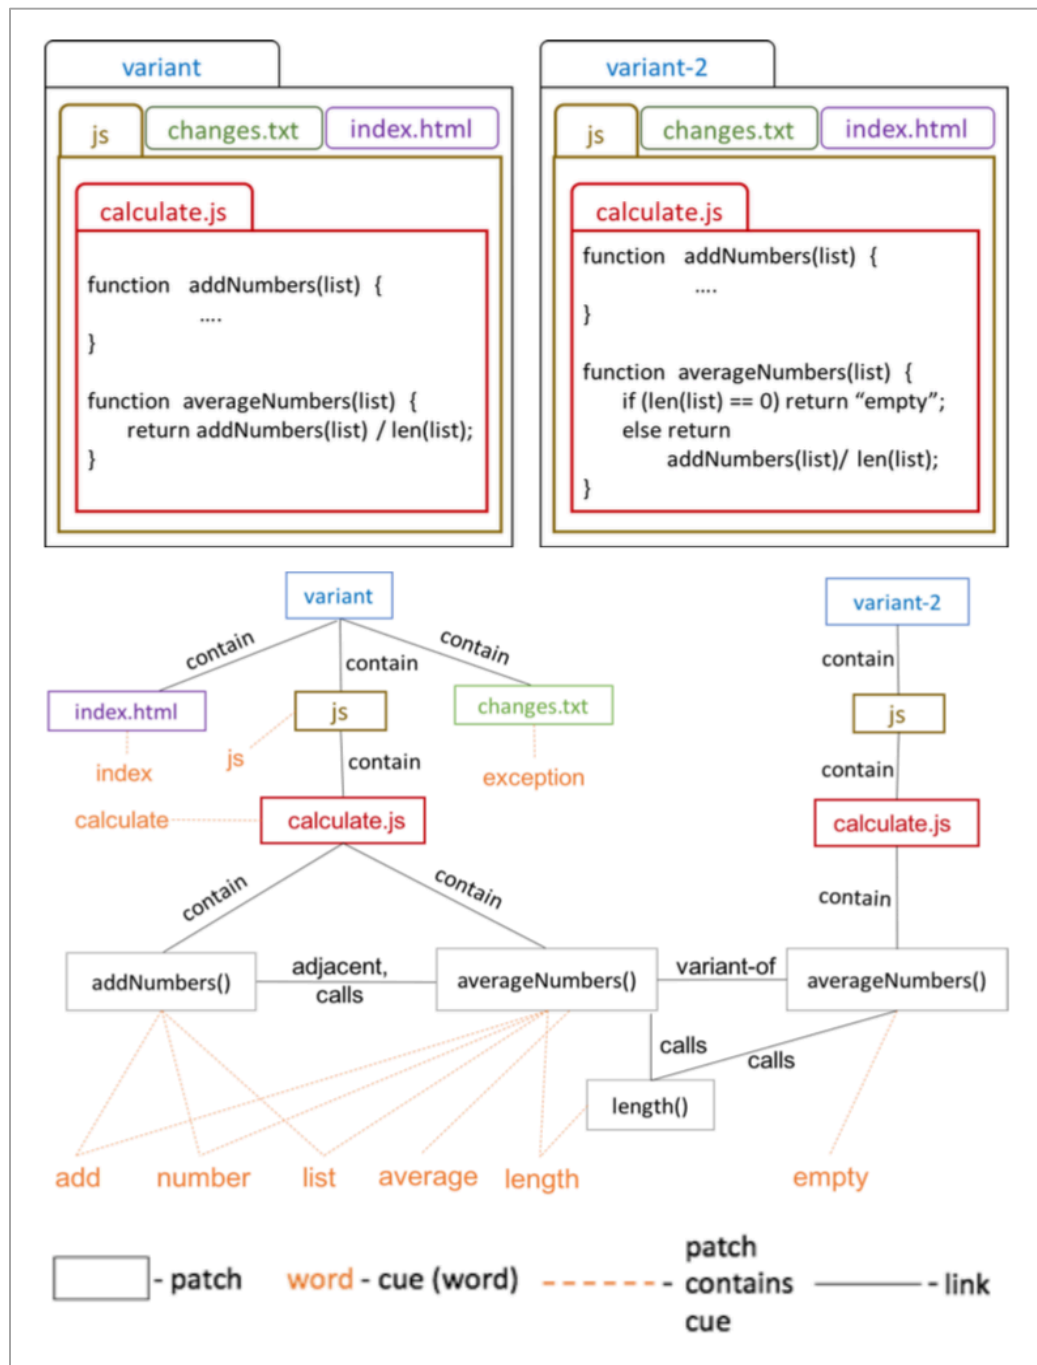 variant
variant-2
js changes.txt index.html
js changes.txt index.html
calculate.js
calculate.js
function addNumbers(list) {
....
}
function averageNumbers(list) {
return addNumbers(list) / len(list);
}
function addNumbers(list) {
....
}
function averageNumbers(list) {
if (len(list) == 0) return “empty”;
else return
addNumbers(list)/ len(list);
}
variant
variant-2
contain
contain
contain
contain
index.html
js
changes.txt
js
index
js
contain
exception
contain
calculate
calculate.js
calculate.js
contain
contain
contain
addNumbers()
adjacent,
calls
averageNumbers()
variant-of
averageNumbers()
calls
calls
length()
add
number
list
average
length
empty
- patch
word - cue (word)
- patch
contains
cue
- link